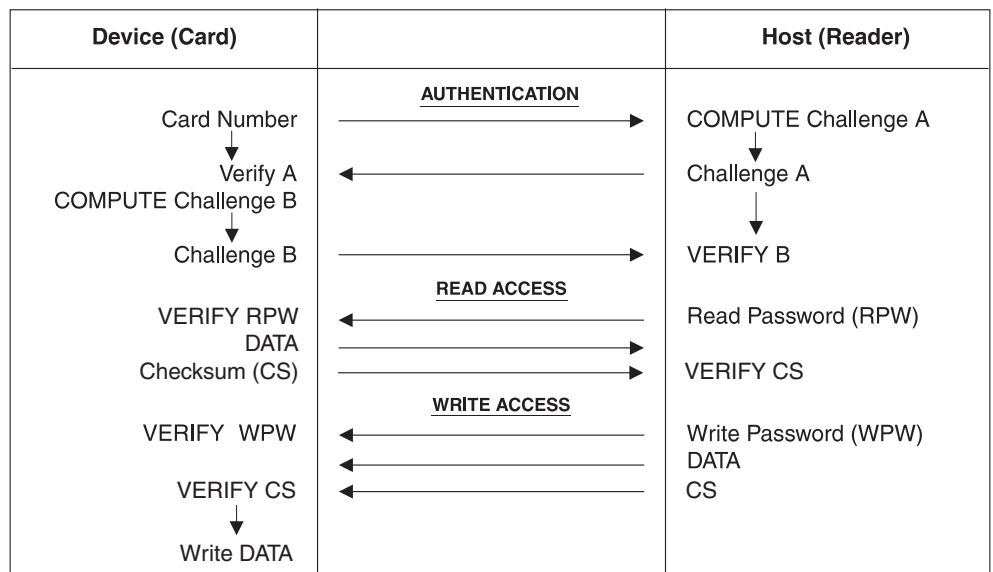 Device (Card) Host (Reader)
AUTHENTICATION
Card Number COMPUTE Challenge A
Verify A Challenge A
COMPUTE Challenge B
Challenge B VERIFY B
READ ACCESS
VERIFY RPW Read Password (RPW)
DATA
Checksum (CS) VERIFY CS
WRITE ACCESS
VERIFY WPW Write Password (WPW)
DATA
VERIFY CS CS
Write DATA